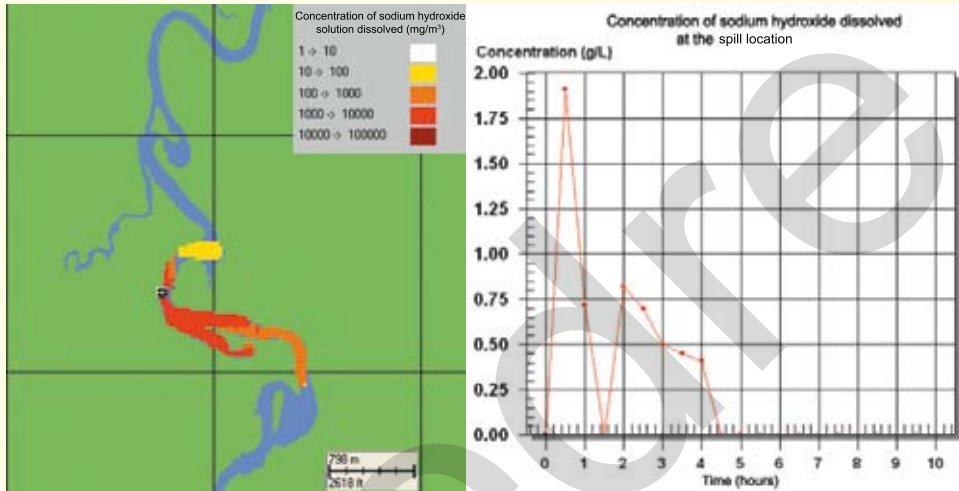 Concentration of sodium hydroxide
solution dissolved (mg/m³)
1 -> 10
10 -> 100
100 -> 1000
1000 -> 10000
10000 -> 100000
798 m
2618 ft
Concentration of sodium hydroxide dissolved
at the spill location
Concentration (g/L)
2.00
1.75
1.50
1.25
1.00
0.75
0.50
0.25
0.00
0 1 2 3 4 5 6 7 8 9 10
Time (hours)